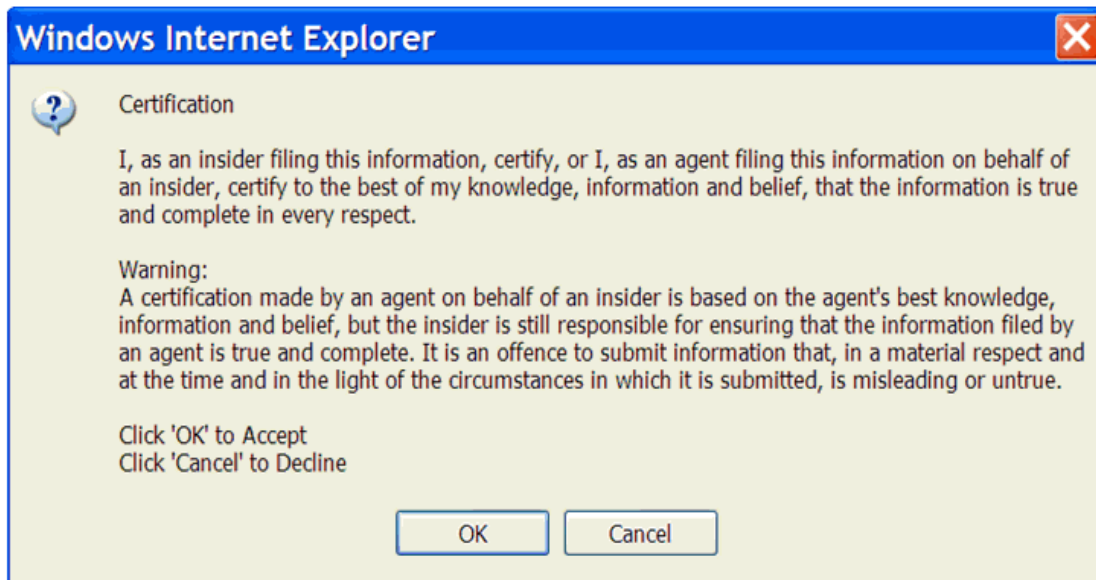 Windows Internet Explorer
Certification
I, as an insider filing this information, certify, or I, as an agent filing this information on behalf of
an insider, certify to the best of my knowledge, information and belief, that the information is true
and complete in every respect.
Warning:
A certification made by an agent on behalf of an insider is based on the agent's best knowledge,
information and belief, but the insider is still responsible for ensuring that the information filed by
an agent is true and complete. It is an offence to submit information that, in a material respect and
at the time and in the light of the circumstances in which it is submitted, is misleading or untrue.
Click 'OK' to Accept
Click 'Cancel' to Decline
OK
Cancel